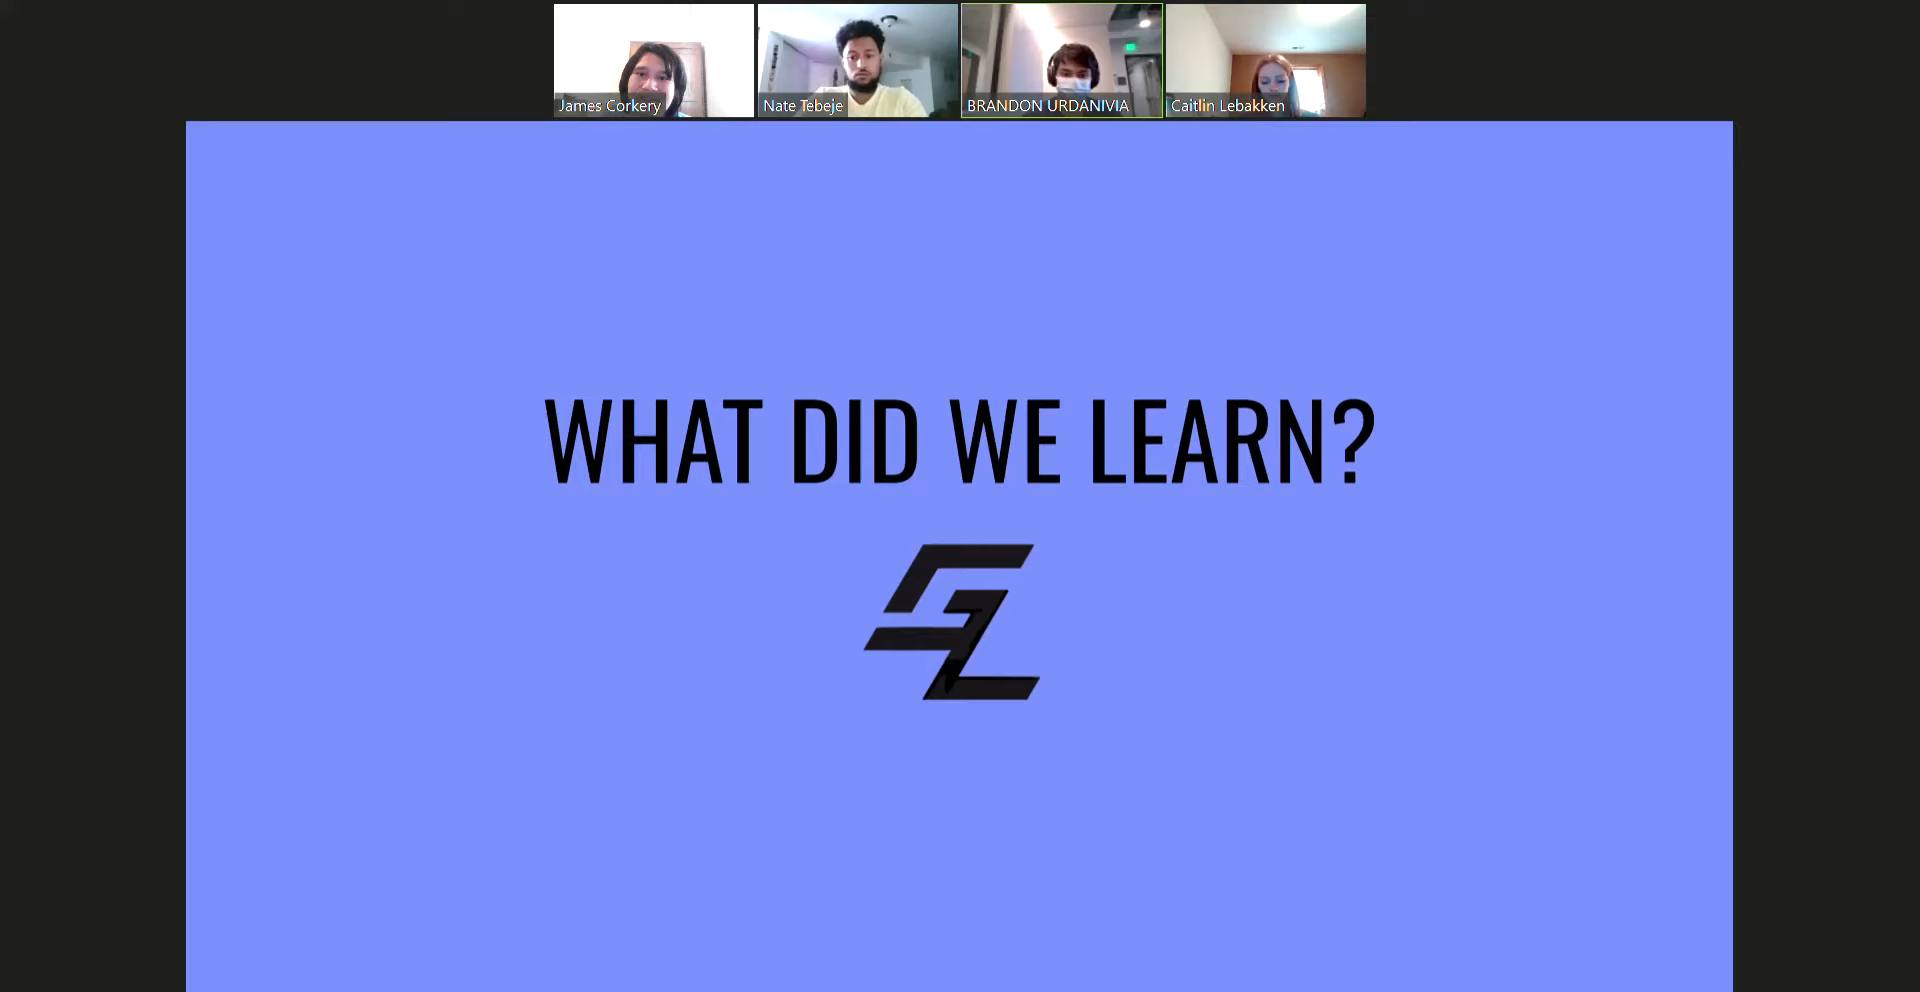 James Corkery
Nate Tebeje
BRANDON URDANIVIA
Caitlin Lebakken
WHAT DID WE LEARN?